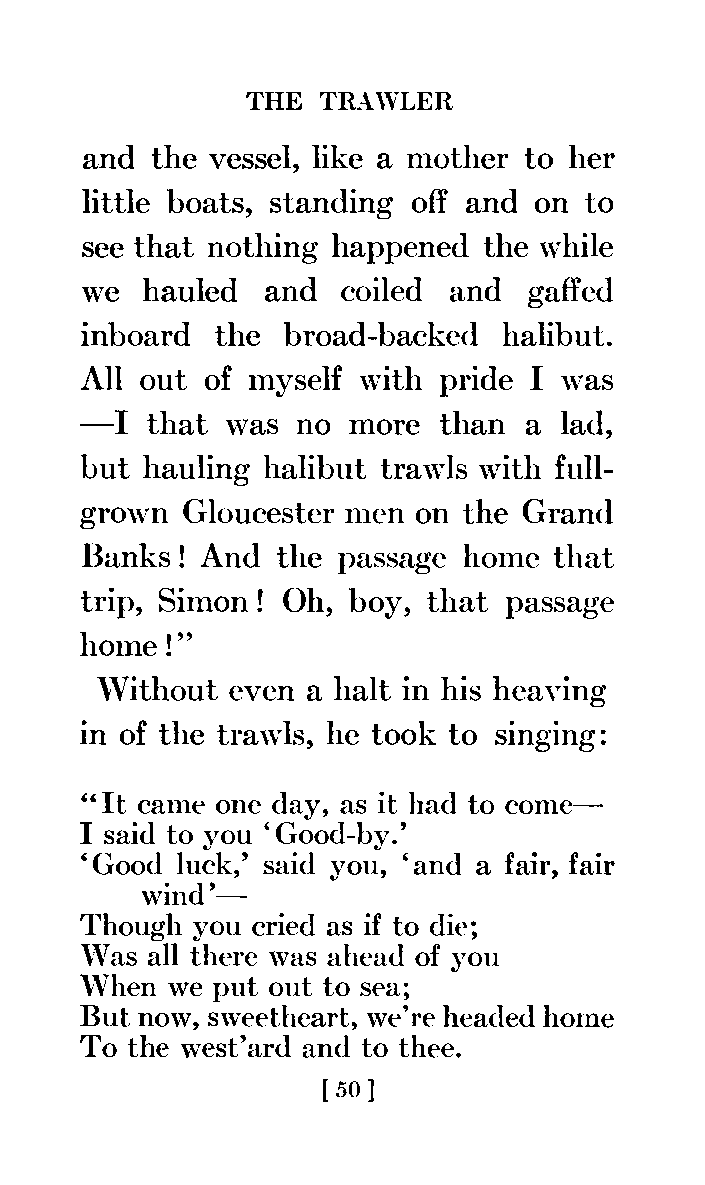 THE TRAWLER
and the vessel, like a mother to her
little boats, standing off and on to
see that nothing happened the while
we hauled and coiled and gaffed
inboard the broad-backed halibut.
All out of myself with pride I was
—I that was no more than a lad,
but hauling halibut trawls with full-
grown Gloucester men on the Grand
Banks! And the passage home that
trip, Simon! Oh, boy, that passage
home!”
Without even a halt in his heaving
in of the trawls, he took to singing:
“It came one day, as it had to come—
I said to you ‘Good-by.’
‘Good luck,’ said you, ‘and a fair, fair
wind’—
Though you cried as if to die;
Was all there was ahead of you
When we put out to sea;
But now, sweetheart, we’re headed home
To the west’ard and to thee.
[ 50 ]